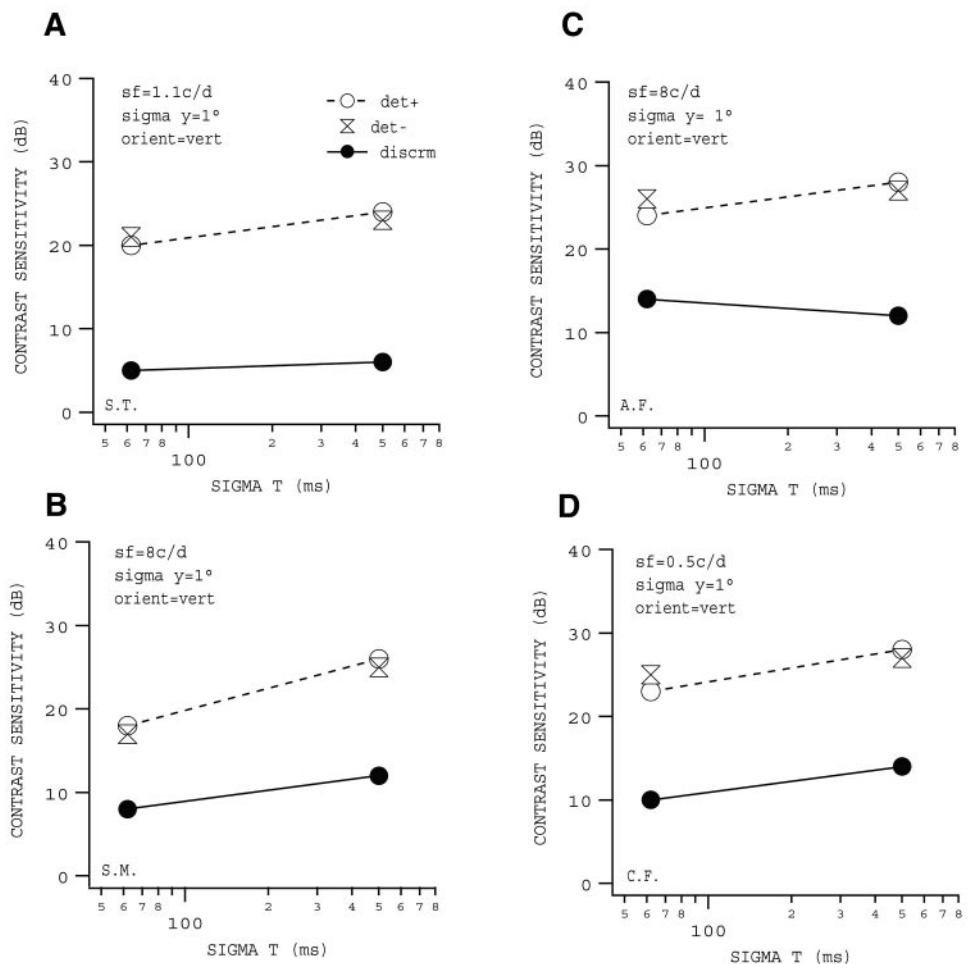 A
CONTRAST SENSITIVITY (dB)
40
30
20
10
0
sf=1.1c/d
sigma y=1°
orient=vert
det+
det-
discrm
S.T.
5 6 7 8 2 3 4 5 6 7 8
100
SIGMA T (ms)
C
CONTRAST SENSITIVITY (dB)
40
30
20
10
0
sf=8c/d
sigma y= 1°
orient=vert
A.F.
5 6 7 8 2 3 4 5 6 7 8
100
SIGMA T (ms)
B
CONTRAST SENSITIVITY (dB)
40
30
20
10
0
sf=8c/d
sigma y=1°
orient=vert
S.M.
5 6 7 8 2 3 4 5 6 7 8
100
SIGMA T (ms)
D
CONTRAST SENSITIVITY (dB)
40
30
20
10
0
sf=0.5c/d
sigma y=1°
orient=vert
C.F.
5 6 7 8 2 3 4 5 6 7 8
100
SIGMA T (ms)